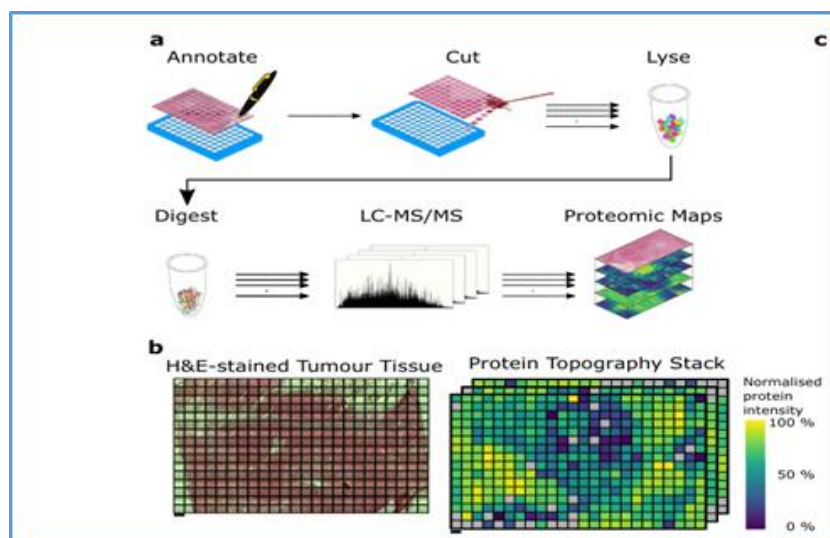 a
c
Annotate
Cut
Lyse
Digest
LC-MS/MS
Proteomic Maps
b
H&E-stained Tumour Tissue
Protein Topography Stack
Normalised
protein
intensity
100 %
50 %
0 %